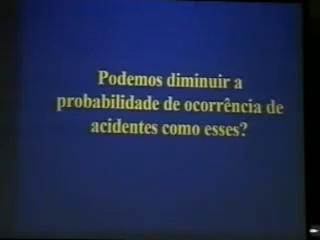 Podemos diminuir a
probabilidade de ocorrência de
acidentes como esses?